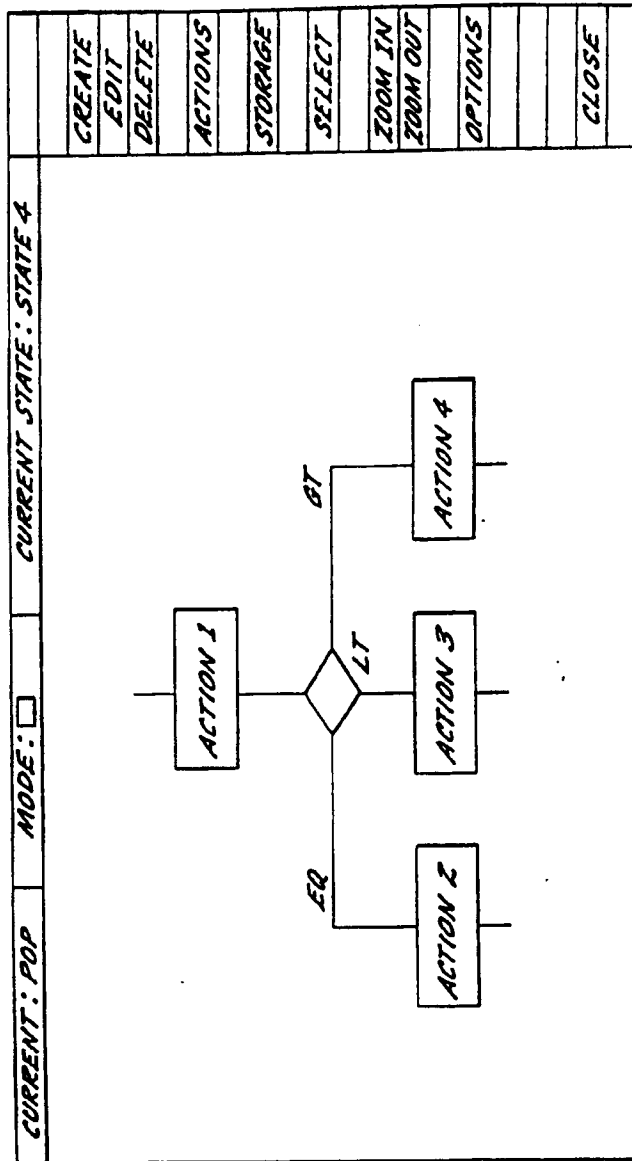 CURRENT: POP
MODE:
CURRENT STATE: STATE 4
CREATE
EDIT
DELETE
ACTIONS
STORAGE
SELECT
ZOOM IN
ZOOM OUT
OPTIONS
CLOSE
ACTION 1
EQ
LT
GT
ACTION 2
ACTION 3
ACTION 4